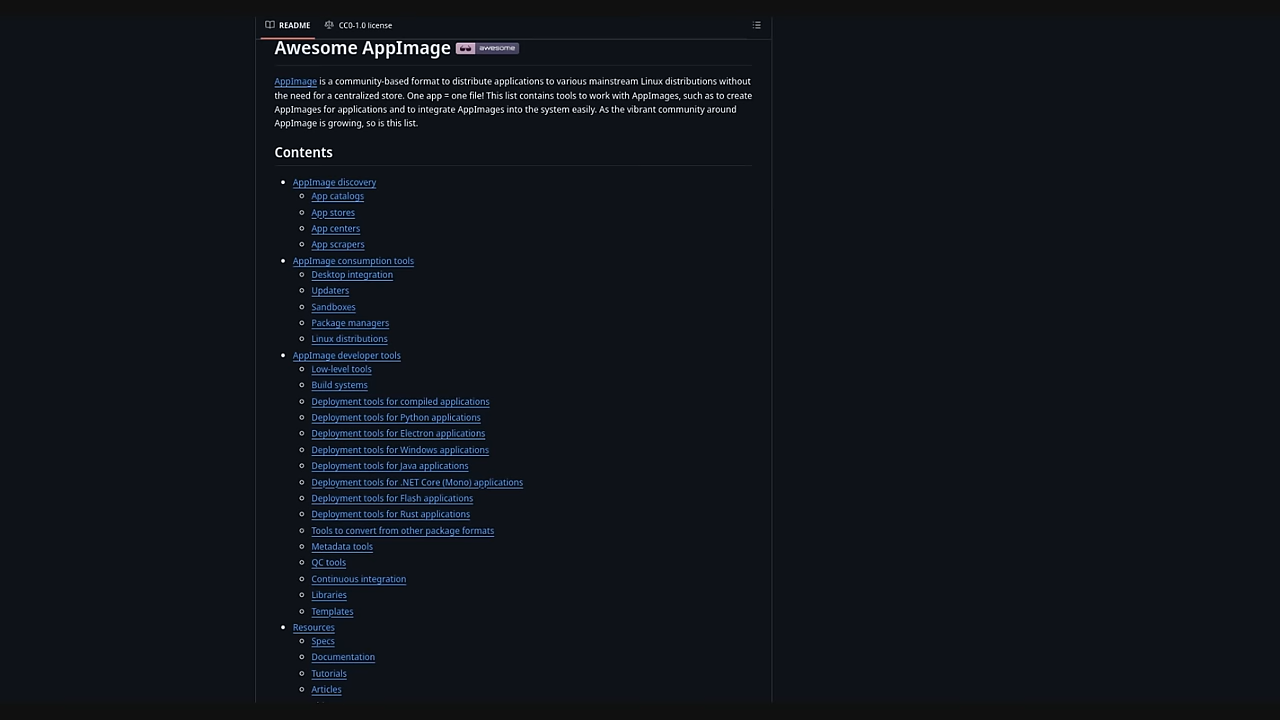 README CC0-1.0 license
Awesome AppImage awesome
AppImage is a community-based format to distribute applications to various mainstream Linux distributions without
the need for a centralized store. One app = one file! This list contains tools to work with AppImages, such as to create
AppImages for applications and to integrate AppImages into the system easily. As the vibrant community around
AppImage is growing, so is this list.
Contents
AppImage discovery
App catalogs
App stores
App centers
App scrapers
AppImage consumption tools
Desktop integration
Updaters
Sandboxes
Package managers
Linux distributions
AppImage developer tools
Low-level tools
Build systems
Deployment tools for compiled applications
Deployment tools for Python applications
Deployment tools for Electron applications
Deployment tools for Windows applications
Deployment tools for Java applications
Deployment tools for .NET Core (Mono) applications
Deployment tools for Flash applications
Deployment tools for Rust applications
Tools to convert from other package formats
Metadata tools
QC tools
Continuous integration
Libraries
Templates
Resources
Specs
Documentation
Tutorials
Articles